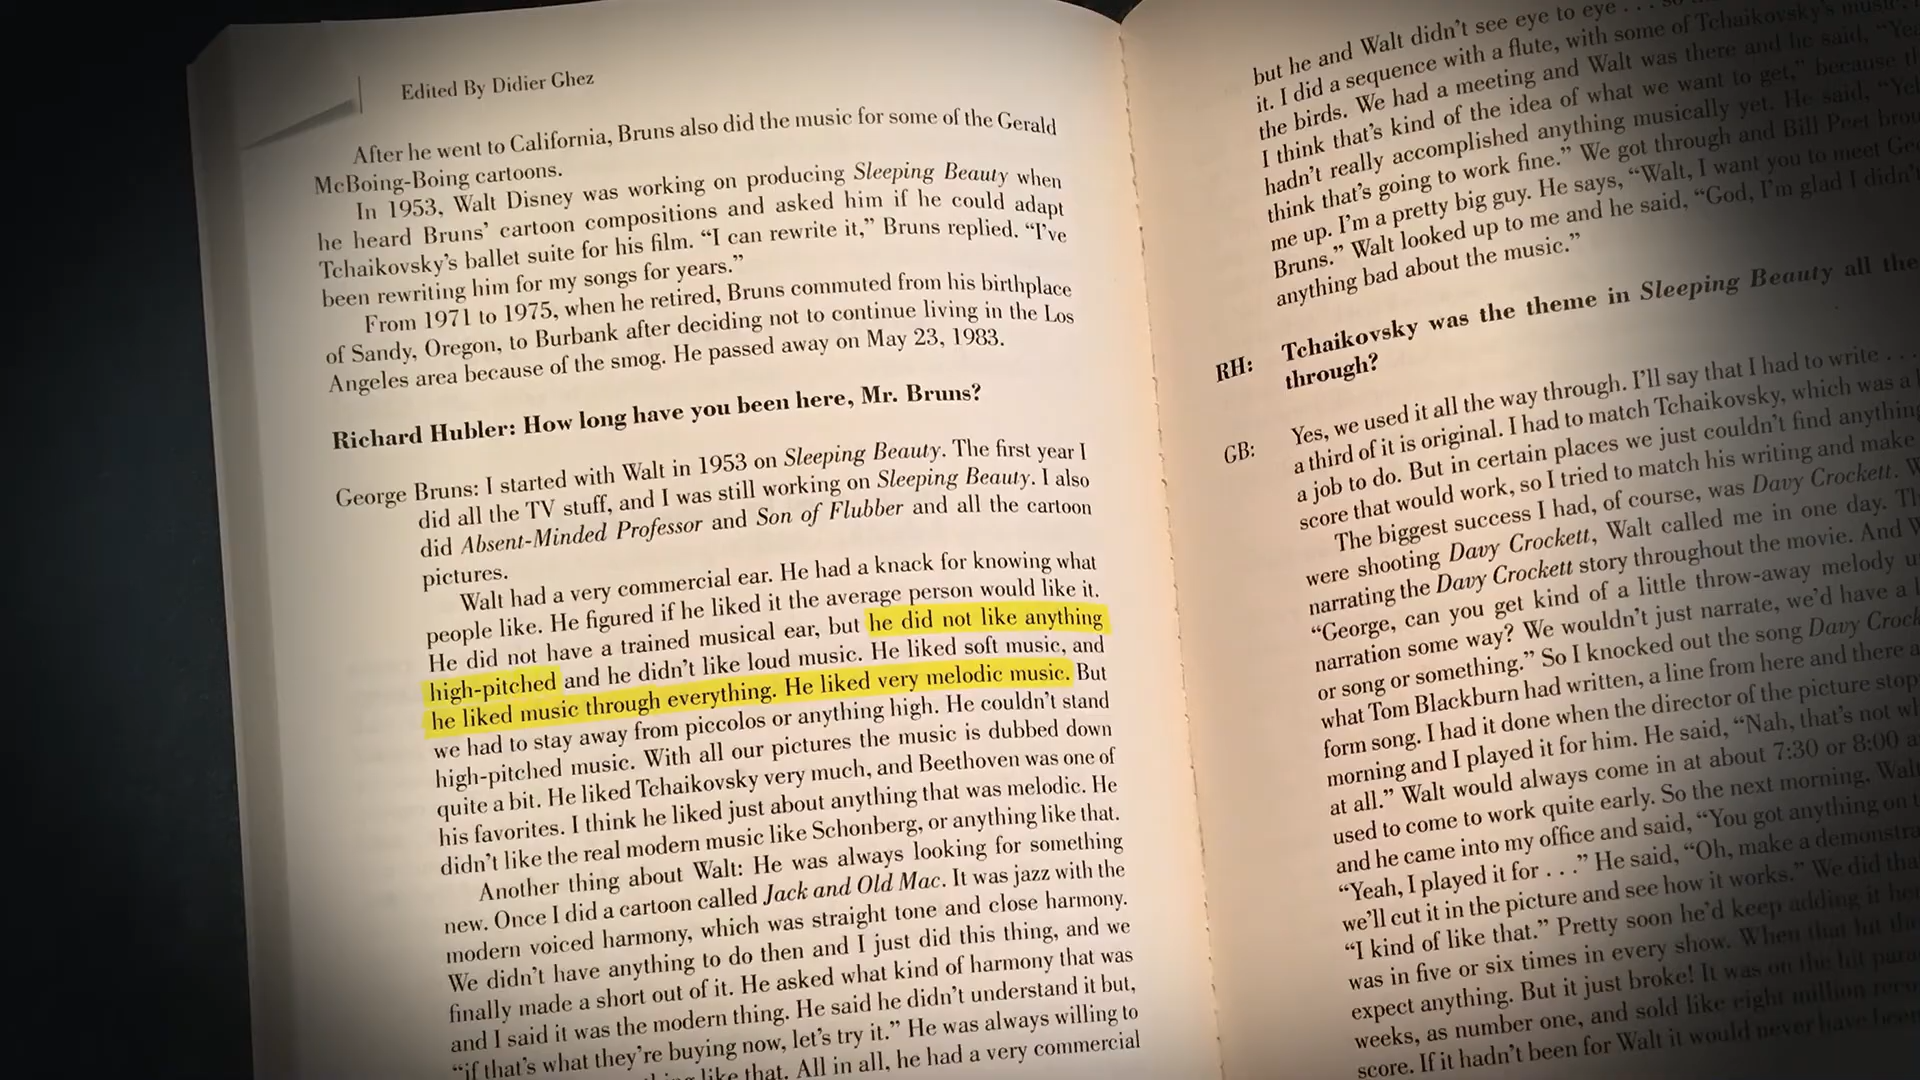 Edited By Didier Ghez
After he went to California, Bruns also did the music for some of the Gerald
McBoing-Boing cartoons.
In 1953, Walt Disney was working on producing Sleeping Beauty when
he heard Bruns’ cartoon compositions and asked him if he could adapt
Tchaikovsky’s ballet suite for his film. “I can rewrite it,” Bruns replied. “I’ve
been rewriting him for my songs for years.”
From 1971 to 1975, when he retired, Bruns commuted from his birthplace
of Sandy, Oregon, to Burbank after deciding not to continue living in the Los
Angeles area because of the smog. He passed away on May 23, 1983.
Richard Hubler: How long have you been here, Mr. Bruns?
George Bruns: I started with Walt in 1953 on Sleeping Beauty. The first year I
did all the TV stuff, and I was still working on Sleeping Beauty. I also
did Absent-Minded Professor and Son of Flubber and all the cartoon
pictures.
Walt had a very commercial ear. He had a knack for knowing what
people like. He figured if he liked it the average person would like it.
He did not have a trained musical ear, but he did not like anything
high-pitched and he didn’t like loud music. He liked soft music, and
he liked music through everything. He liked very melodic music. But
we had to stay away from piccolos or anything high. He couldn’t stand
high-pitched music. With all our pictures the music is dubbed down
quite a bit. He liked Tchaikovsky very much, and Beethoven was one of
his favorites. I think he liked just about anything that was melodic. He
didn’t like the real modern music like Schonberg, or anything like that.
Another thing about Walt: He was always looking for something
new. Once I did a cartoon called Jack and Old Mac. It was jazz with the
modern voiced harmony, which was straight tone and close harmony.
We didn’t have anything to do then and I just did this thing, and we
finally made a short out of it. He asked what kind of harmony that was
and I said it was the modern thing. He said he didn’t understand it but,
“if that’s what they’re buying now, let’s try it.” He was always willing to
like that. All in all, he had a very commercial
but he and Walt didn’t see eye to eye . . . so
it. I did a sequence with a flute, with some of Tchaikovsky’s music,
the birds. We had a meeting and Walt was there and he said, “Yea
I think that’s kind of the idea of what we want to get,” because
hadn’t really accomplished anything musically yet. He said, “Yeh
think that’s going to work fine.” We got through and Bill Peet brou
me up. I’m a pretty big guy. He says, “Walt, I want you to meet Geo
Bruns.” Walt looked up to me and he said, “God, I’m glad I didn’t
anything bad about the music.”
RH: Tchaikovsky was the theme in Sleeping Beauty all the
through?
GB: Yes, we used it all the way through. I’ll say that I had to write . . .
a third of it is original. I had to match Tchaikovsky, which was a
a job to do. But in certain places we just couldn’t find anything
score that would work, so I tried to match his writing and make
The biggest success I had, of course, was Davy Crockett. W
were shooting Davy Crockett, Walt called me in one day. Th
narrating the Davy Crockett story throughout the movie. And W
“George, can you get kind of a little throw-away melody u
narration some way? We wouldn’t just narrate, we’d have a
or song or something.” So I knocked out the song Davy Crock
what Tom Blackburn had written, a line from here and there a
form song. I had it done when the director of the picture stop
morning and I played it for him. He said, “Nah, that’s not wh
at all.” Walt would always come in at about 7:30 or 8:00 a
used to come to work quite early. So the next morning, Walt
and he came into my office and said, “You got anything on
“Yeah, I played it for . . .” He said, “Oh, make a demonstra
we’ll cut it in the picture and see how it works.” We did tha
“I kind of like that.” Pretty soon he’d keep adding it here
was in five or six times in every show. When that hit the
expect anything. But it just broke! It was on the hit para
weeks, as number one, and sold like eight million reco
score. If it hadn’t been for Walt it would never have been